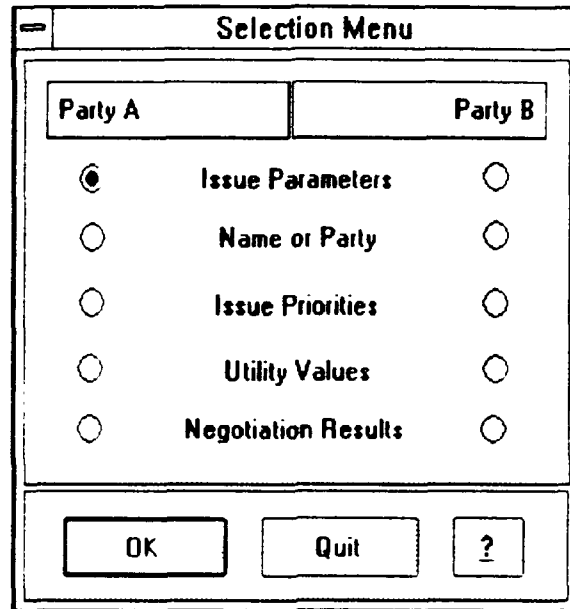 Selection Menu
Party A
Party B
Issue Parameters
Name or Party
Issue Priorities
Utility Values
Negotiation Results
OK
Quit
?